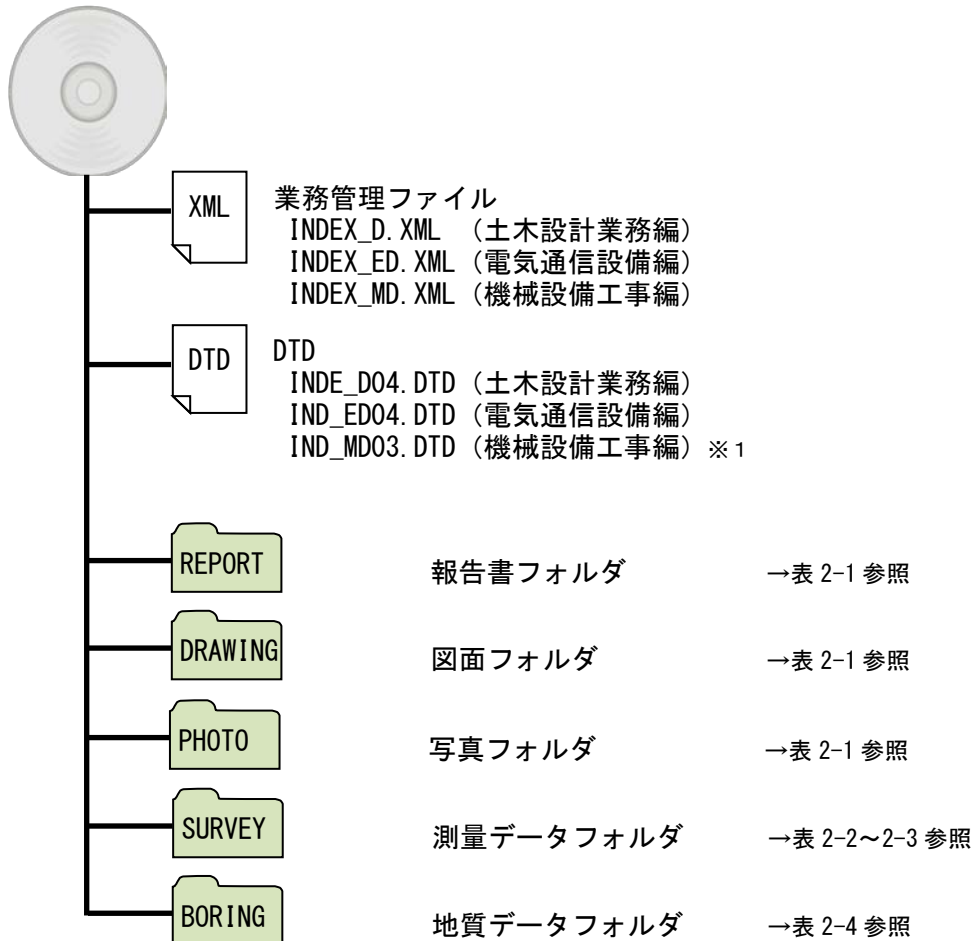 XML
業務管理ファイル
INDEX_D.XML （土木設計業務編）
INDEX_ED.XML（電気通信設備編）
INDEX_MD.XML（機械設備工事編）
DTD
DTD
INDE_D04.DTD（土木設計業務編）
IND_ED04.DTD（電気通信設備編）
IND_MD03.DTD（機械設備工事編）※1
REPORT 報告書フォルダ →表 2-1 参照
DRAWING 図面フォルダ →表 2-1 参照
PHOTO 写真フォルダ →表 2-1 参照
SURVEY 測量データフォルダ →表 2-2～2-3 参照
BORING 地質データフォルダ →表 2-4 参照